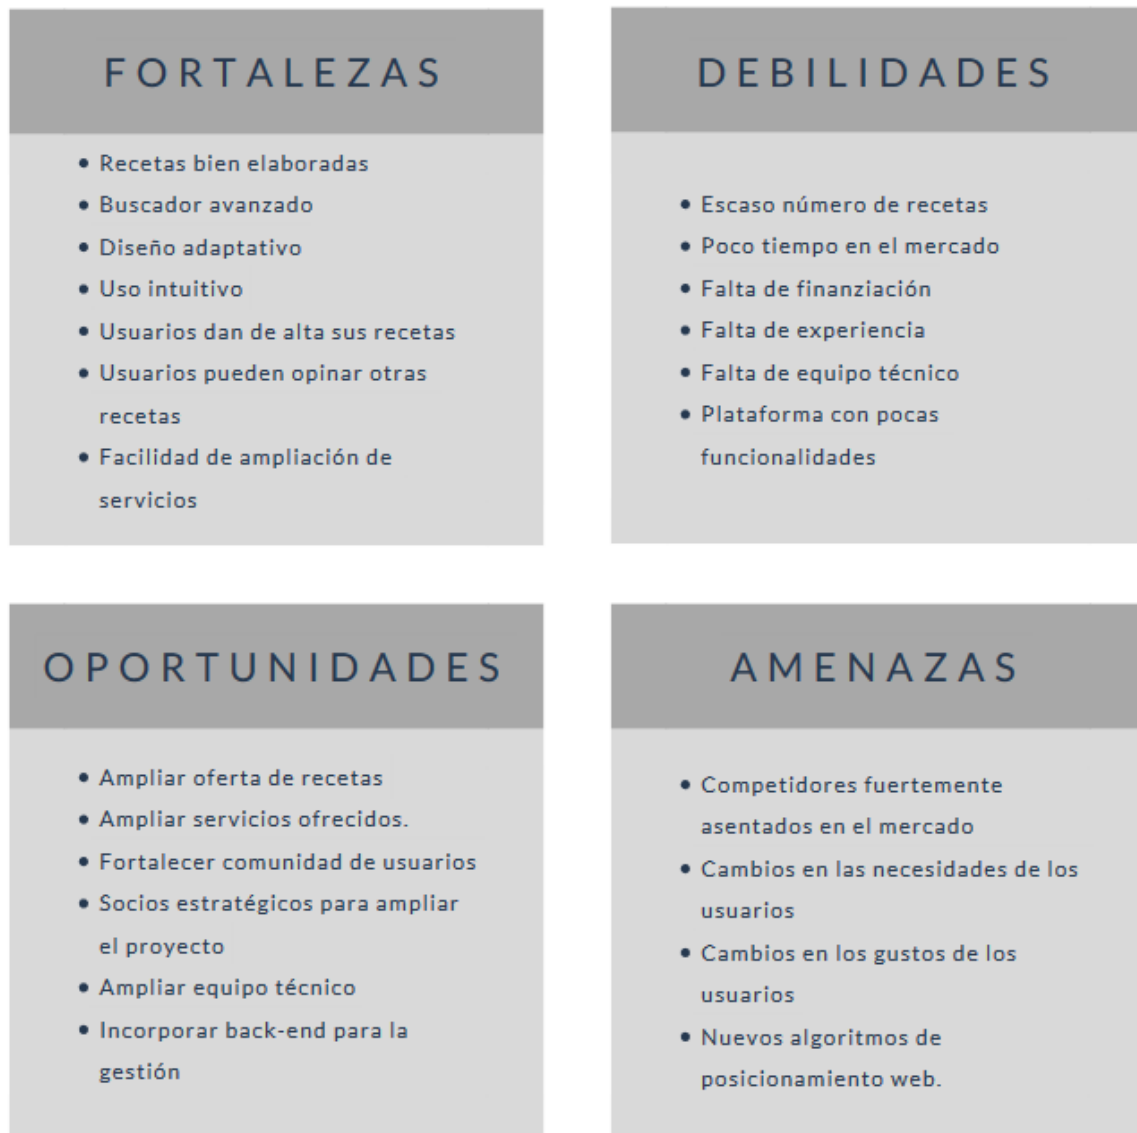 FORTALEZAS
• Recetas bien elaboradas
• Buscador avanzado
• Diseño adaptativo
• Uso intuitivo
• Usuarios dan de alta sus recetas
• Usuarios pueden opinar otras
recetas
• Facilidad de ampliación de
servicios
DEBILIDADES
• Escaso número de recetas
• Poco tiempo en el mercado
• Falta de finanziación
• Falta de experiencia
• Falta de equipo técnico
• Plataforma con pocas
funcionalidades
OPORTUNIDADES
• Ampliar oferta de recetas
• Ampliar servicios ofrecidos.
• Fortalecer comunidad de usuarios
• Socios estratégicos para ampliar
el proyecto
• Ampliar equipo técnico
• Incorporar back-end para la
gestión
AMENAZAS
• Competidores fuertemente
asentados en el mercado
• Cambios en las necesidades de los
usuarios
• Cambios en los gustos de los
usuarios
• Nuevos algoritmos de
posicionamiento web.